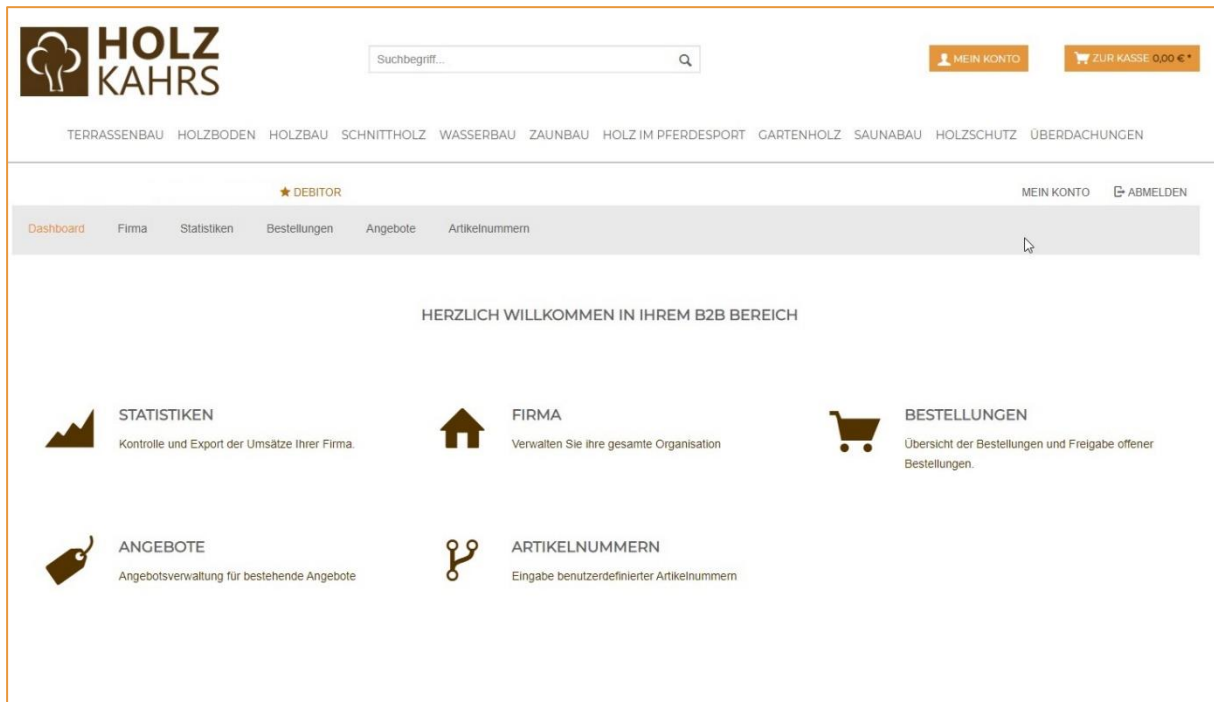 HOLZ
KAHRS
Suchbegriff...
MEIN KONTO
ZUR KASSE 0,00 € *
TERRASSENBAU HOLZBODEN HOLZBAU SCHNITTHOLZ WASSERBAU ZAUNBAU HOLZ IM PFERDESPORT GARTENHOLZ SAUNABAU HOLZSCHUTZ ÜBERDACHUNGEN
DEBITOR
MEIN KONTO ABMELDEN
Dashboard Firma Statistiken Bestellungen Angebote Artikelnummern
HERZLICH WILLKOMMEN IN IHREM B2B BEREICH
STATISTIKEN
Kontrolle und Export der Umsätze Ihrer Firma.
FIRMA
Verwalten Sie ihre gesamte Organisation
BESTELLUNGEN
Übersicht der Bestellungen und Freigabe offener
Bestellungen.
ANGEBOTE
Angebotsverwaltung für bestehende Angebote
ARTIKELNUMMERN
Eingabe benutzerdefinierter Artikelnummern